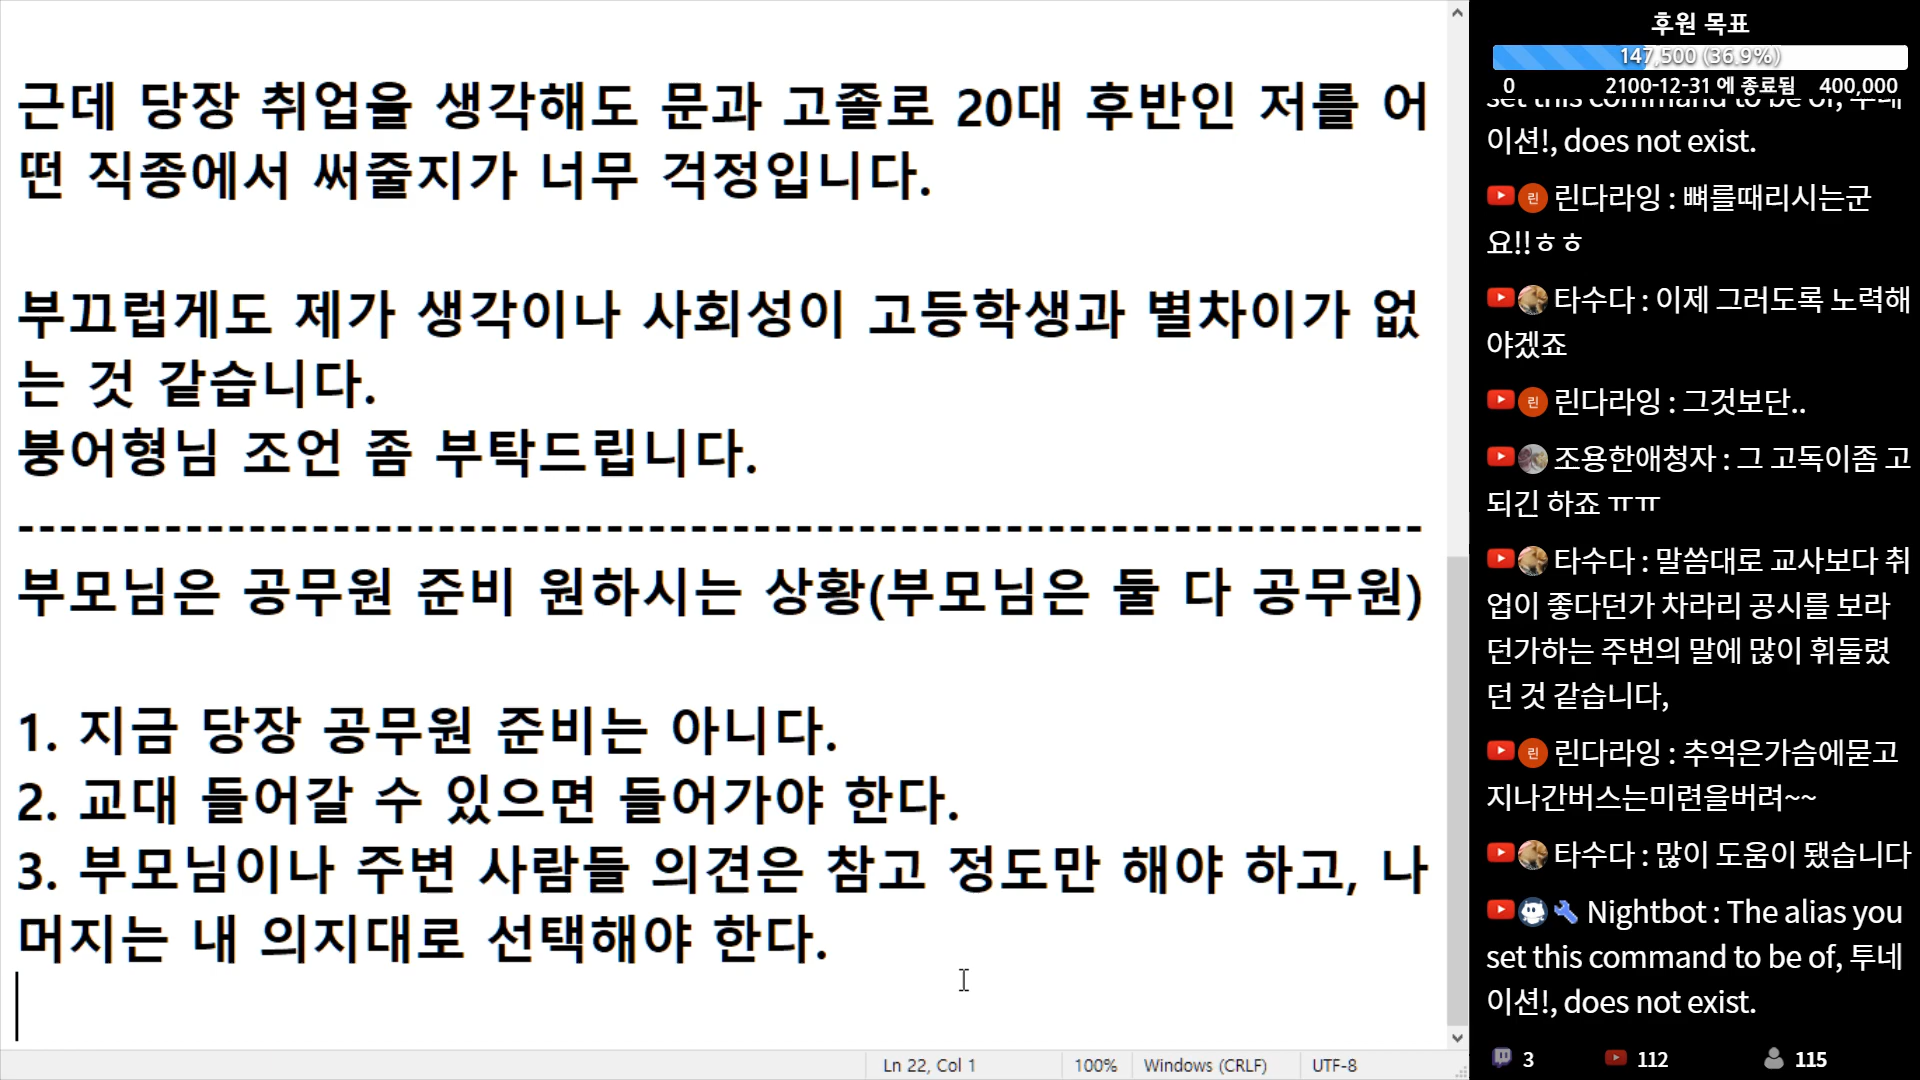 근데 당장 취업을 생각해도 문과 고졸로 20대 후반인 저를 어
떤 직종에서 써줄지가 너무 걱정입니다.
부끄럽게도 제가 생각이나 사회성이 고등학생과 별차이가 없
는 것 같습니다.
붕어형님 조언 좀 부탁드립니다.
--------------------------------------------------------------------
부모님은 공무원 준비 원하시는 상황(부모님은 둘 다 공무원)
1. 지금 당장 공무원 준비는 아니다.
2. 교대 들어갈 수 있으면 들어가야 한다.
3. 부모님이나 주변 사람들 의견은 참고 정도만 해야 하고, 나
머지는 내 의지대로 선택해야 한다.
Ln 22, Col 1
100%
Windows (CRLF)
UTF-8
후원 목표
147,500 (36.9%)
0 2100-12-31 에 종료됨 400,000
set this command to be of, 투네
이션!, does not exist.
린 린다라잉 : 뼈를때리시는군
요!!ㅎㅎ
타수다 : 이제 그러도록 노력해
야겠죠
린 린다라잉 : 그것보단..
조용한애청자 : 그 고독이좀 고
되긴 하죠 ㅠㅠ
타수다 : 말씀대로 교사보다 취
업이 좋다던가 차라리 공시를 보라
던가하는 주변의 말에 많이 휘둘렸
던 것 같습니다,
린 린다라잉 : 추억은가슴에묻고
지나간버스는미련을버려~~
타수다 : 많이 도움이 됐습니다
Nightbot : The alias you
set this command to be of, 투네
이션!, does not exist.
3 112 115